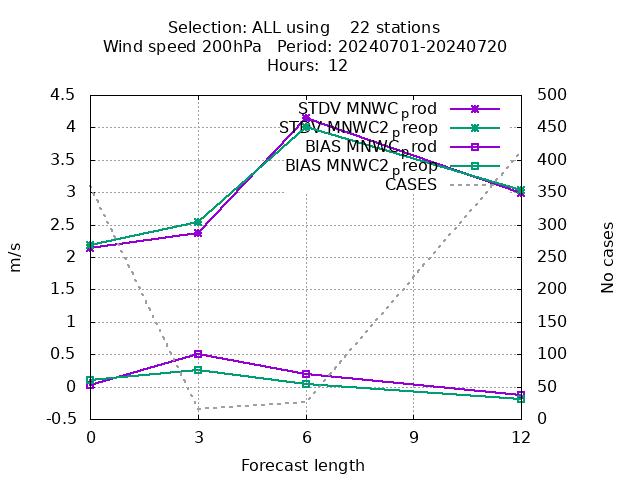 Selection: ALL using    22 stations
Wind speed 200hPa   Period: 20240701-20240720
Hours: 12
4.5
4
3.5
3
2.5
2
1.5
1
0.5
0
-0.5
500
450
400
350
300
250
200
150
100
50
0
STDV MNWC_prod
STDV MNWC2_preop
BIAS MNWC_prod
BIAS MNWC2_preop
CASES
m/s
No cases
0 3 6 9 12
Forecast length